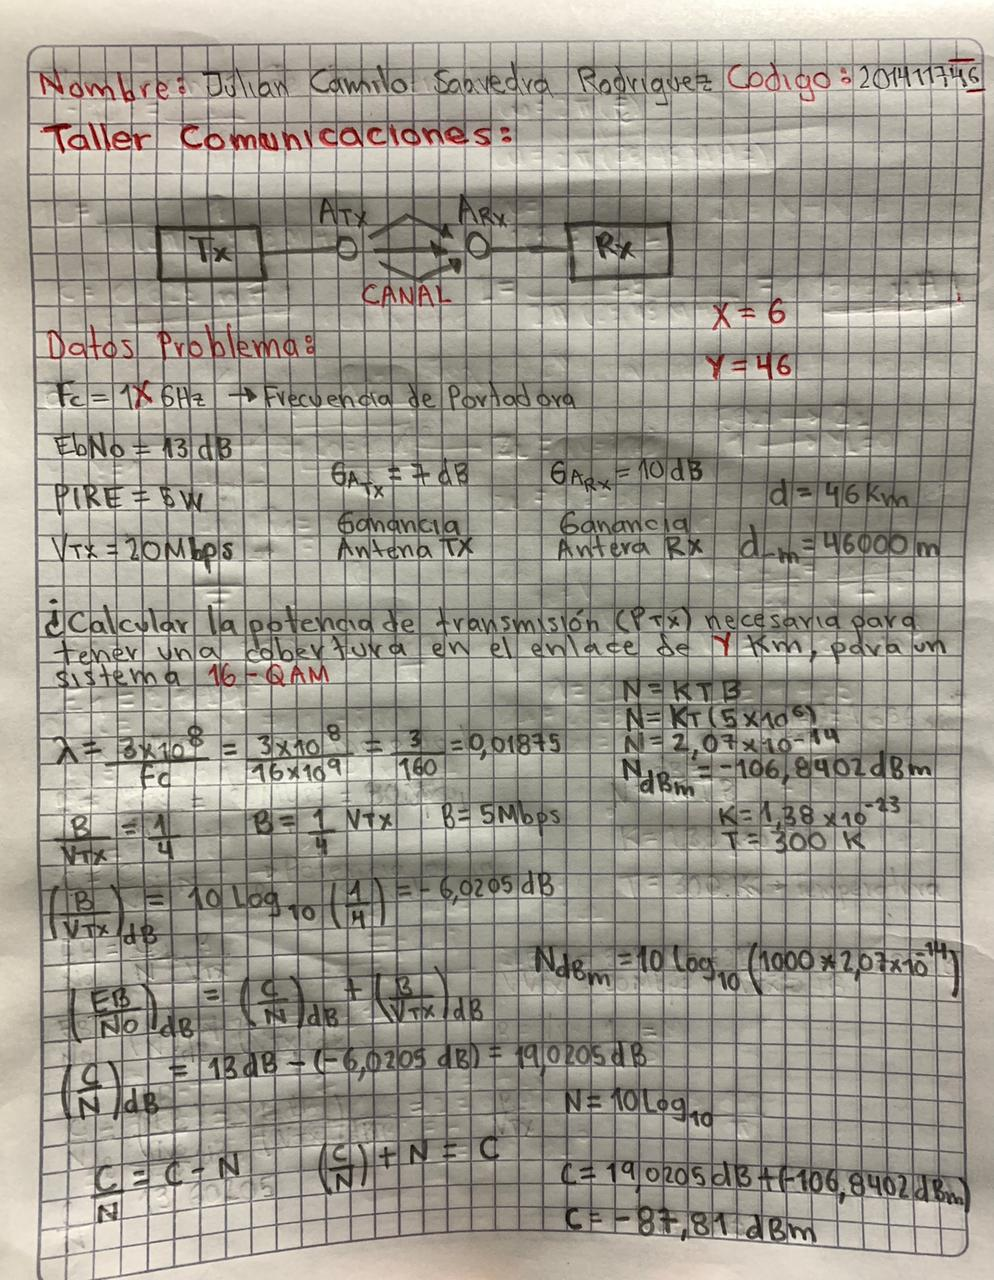 Nombre: Julian Camilo Saavedra Rodriguez Codigo: 201411746
Taller Comunicaciones:
ATX ARX
Tx Rx
CANAL
X = 6
Datos Problema:
Y = 46
Fc = 1X GHz → Frecuencia de Portadora
EbNo = 13 dB
GATX = 7 dB GARX = 10 dB
PIRE = 5W d = 46 Km
Ganancia Ganancia
VTX = 20Mbps Antena TX Antena Rx d_m = 46000 m
¿Calcular la potencia de transmisión (PTX) necesaria para
tener una cobertura en el enlace de Y Km, para un
sistema 16-QAM
N = KTB
N = KT(5x10⁶)
λ = 3x10⁸/Fc = 3x10⁸/16x10⁹ = 3/160 = 0,01875
N = 2,07x10⁻¹⁴
NdBm = -106,8402 dBm
B/VTX = 1/4 B = 1/4 VTX B = 5Mbps
K = 1,38 x10⁻²³
T = 300 K
(B/VTX)dB = 10 Log10 (1/4) = -6,0205 dB
NdBm = 10 Log10 (1000 x 2,07x10⁻¹⁴)
(EB/No)dB = (C/N)dB + (B/VTX)dB
(C/N)dB = 13dB - (-6,0205 dB) = 19,0205 dB
N = 10 Log10
C/N = C - N (C/N) + N = C
C = 19,0205 dB + (-106,8402 dBm)
C = -87,81 dBm